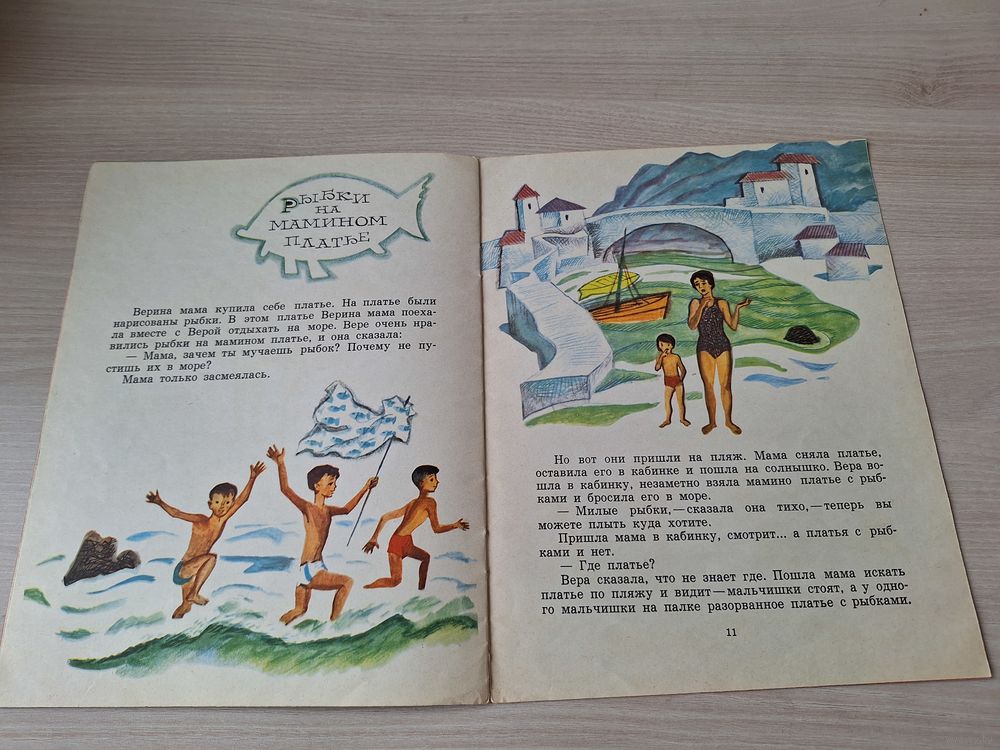 Рыбки
на
мамином
платье
Верина мама купила себе платье. На платье были
нарисованы рыбки. В этом платье Верина мама поеха-
ла вместе с Верой отдыхать на море. Вере очень нра-
вились рыбки на мамином платье, и она сказала:
— Мама, зачем ты мучаешь рыбок? Почему не пу-
стишь их в море?
Мама только засмеялась.
Но вот они пришли на пляж. Мама сняла платье,
оставила его в кабинке и пошла на солнышко. Вера во-
шла в кабинку, незаметно взяла мамино платье с рыб-
ками и бросила его в море.
— Милые рыбки,—сказала она тихо,—теперь вы
можете плыть куда хотите.
Пришла мама в кабинку, смотрит... а платья с рыб-
ками и нет.
— Где платье?
Вера сказала, что не знает где. Пошла мама искать
платье по пляжу и видит—мальчишки стоят, а у одно-
го мальчишки на палке разорванное платье с рыбками.
11